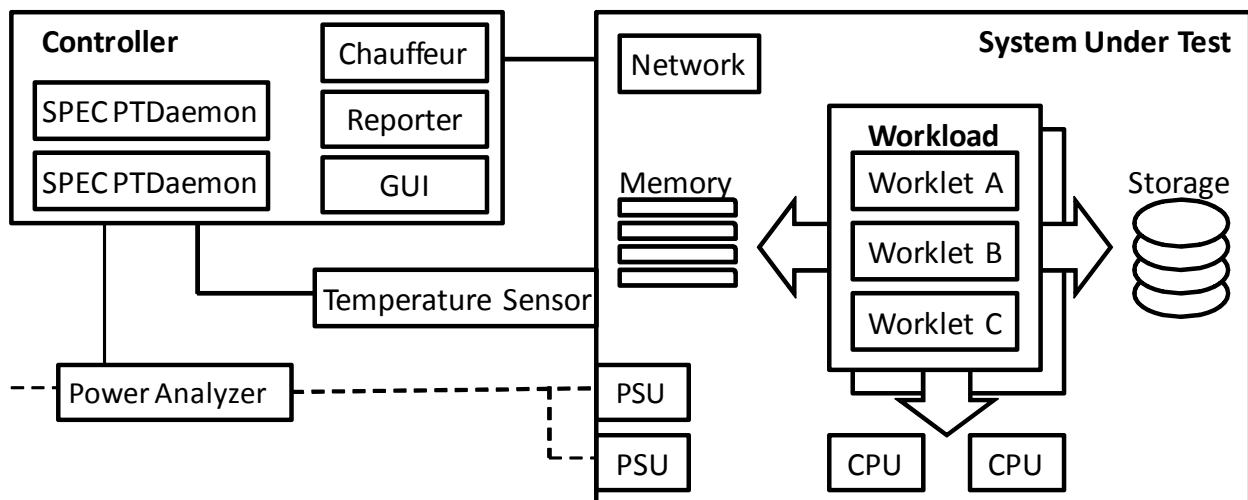 Controller
Chauffeur
SPEC PTDaemon
Reporter
SPEC PTDaemon
GUI
Temperature Sensor
Power Analyzer
System Under Test
Network
Workload
Memory
Worklet A
Storage
Worklet B
Worklet C
PSU
PSU
CPU
CPU